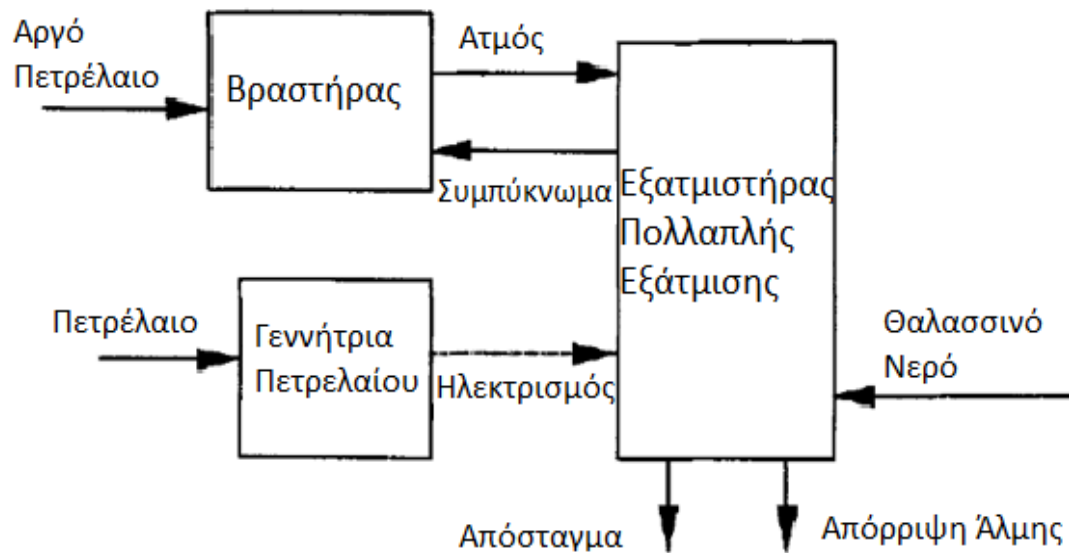 Αργό
Πετρέλαιο
Βραστήρας
Ατμός
Συμπύκνωμα
Εξατμιστήρας
Πολλαπλής
Εξάτμισης
Πετρέλαιο
Γεννήτρια
Πετρελαίου
Ηλεκτρισμός
Θαλασσινό
Νερό
Απόσταγμα
Απόρριψη Άλμης